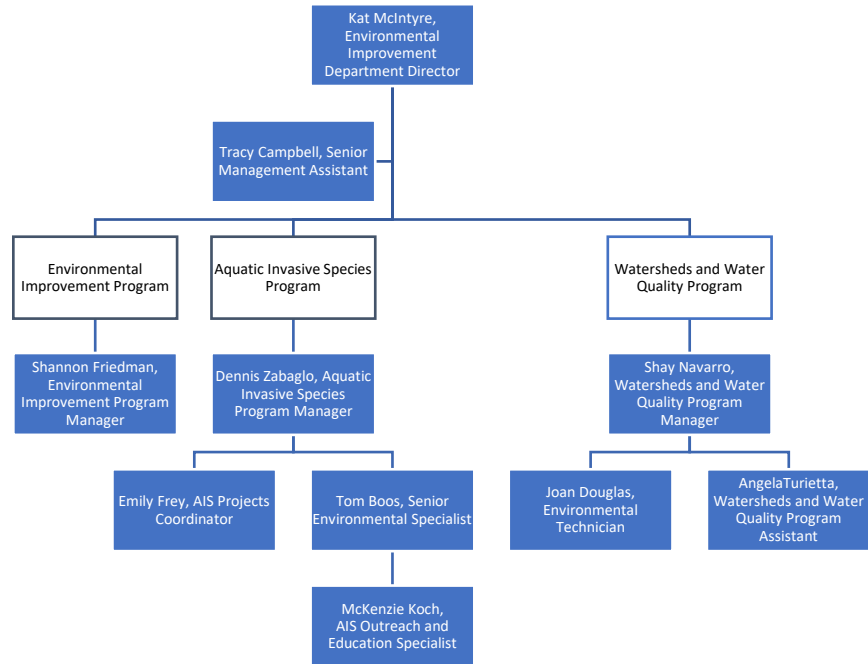 Kat McIntyre,
Environmental
Improvement
Department Director
Tracy Campbell, Senior
Management Assistant
Environmental
Improvement Program
Aquatic Invasive Species
Program
Watersheds and Water
Quality Program
Shannon Friedman,
Environmental
Improvement Program
Manager
Dennis Zabaglo, Aquatic
Invasive Species
Program Manager
Shay Navarro,
Watersheds and Water
Quality Program
Manager
Emily Frey, AIS Projects
Coordinator
Tom Boos, Senior
Environmental Specialist
Joan Douglas,
Environmental
Technician
AngelaTurietta,
Watersheds and Water
Quality Program
Assistant
McKenzie Koch,
AIS Outreach and
Education Specialist